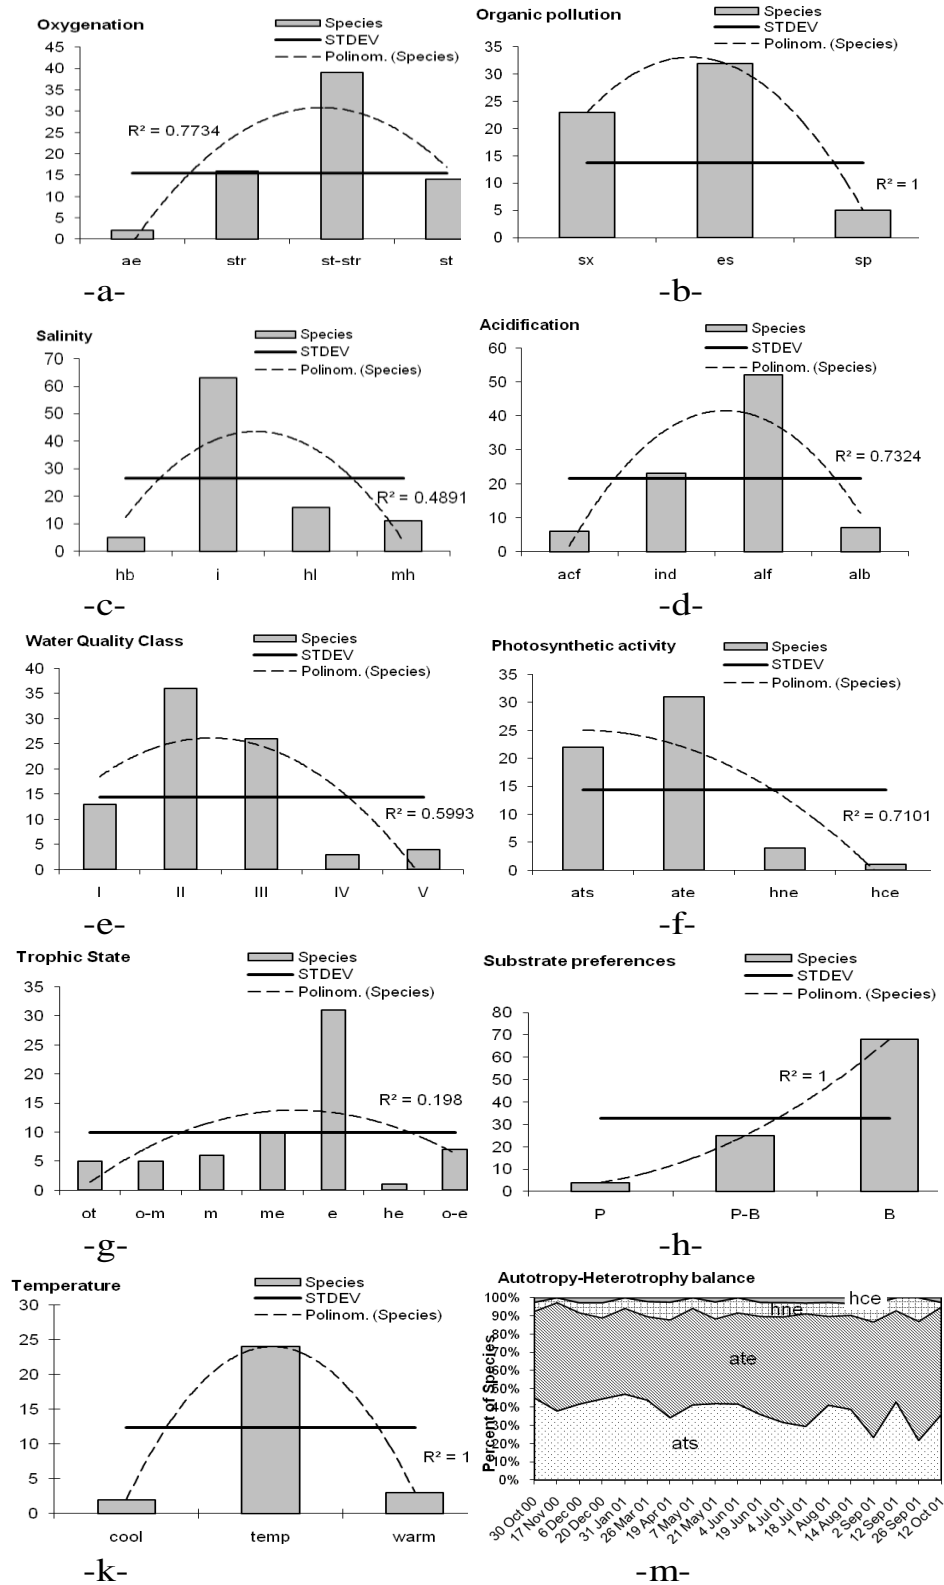 Oxygenation
Species
STDEV
Polinom. (Species)
45
40
35
30
25
20
15
10
5
0
R² = 0.7734
ae str st-str st
-a-
Organic pollution
Species
STDEV
Polinom. (Species)
35
30
25
20
15
10
5
0
R² = 1
sx es sp
-b-
Salinity
Species
STDEV
Polinom. (Species)
70
60
50
40
30
20
10
0
R² = 0.4891
hb i hl mh
-c-
Acidification
Species
STDEV
Polinom. (Species)
60
50
40
30
20
10
0
R² = 0.7324
acf ind alf alb
-d-
Water Quality Class
Species
STDEV
Polinom. (Species)
40
35
30
25
20
15
10
5
0
R² = 0.5993
I II III IV V
-e-
Photosynthetic activity
Species
STDEV
Polinom. (Species)
35
30
25
20
15
10
5
0
R² = 0.7101
ats ate hne hce
-f-
Trophic State
Species
STDEV
Polinom. (Species)
35
30
25
20
15
10
5
0
R² = 0.198
ot o-m m me e he o-e
-g-
Substrate preferences
Species
STDEV
Polinom. (Species)
80
70
60
50
40
30
20
10
0
R² = 1
P P-B B
-h-
Temperature
Species
STDEV
Polinom. (Species)
30
25
20
15
10
5
0
R² = 1
cool temp warm
-k-
Autotropy-Heterotrophy balance
Percent of Species
100%
90%
80%
70%
60%
50%
40%
30%
20%
10%
0%
hce
hne
ate
ats
30 Oct 00
17 Nov 00
6 Dec 00
20 Dec 00
31 Jan 01
26 Mar 01
19 Apr 01
7 May 01
21 May 01
4 Jun 01
19 Jun 01
4 Jul 01
18 Jul 01
1 Aug 01
14 Aug 01
2 Sep 01
12 Sep 01
26 Sep 01
12 Oct 01
-m-